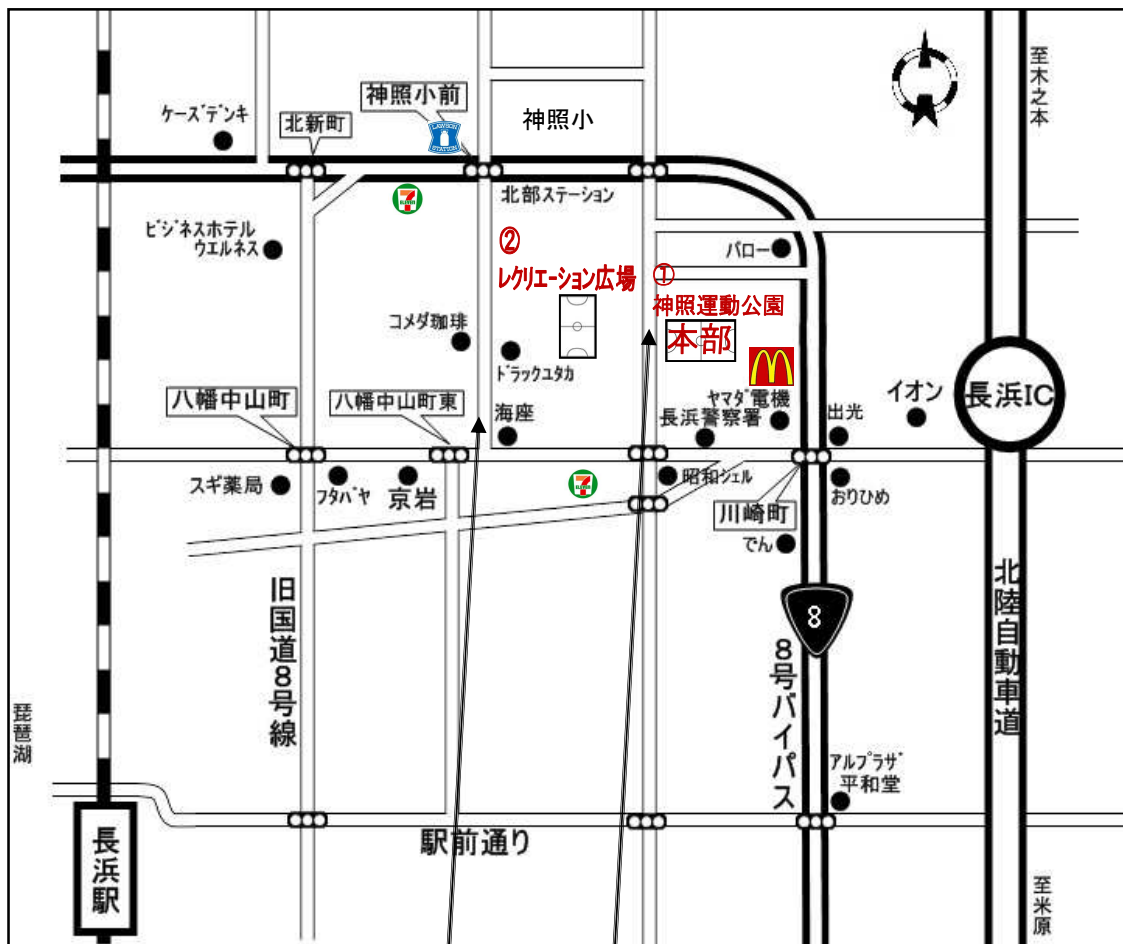 至木之本
ケーズデンキ
北新町
神照小前
LAWSON
STATION
神照小
北部ステーション
7
ELEVEN
ビジネスホテル
ウエルネス
②
レクリエーション広場
①
神照運動公園
本部
バロー
コメダ珈琲
ドラックユタカ
ヤマダ電機
長浜警察署
出光
イオン
長浜IC
八幡中山町
八幡中山町東
海座
スギ薬局
フタバヤ
京岩
7
ELEVEN
昭和シェル
川崎町
おりひめ
でん
旧国道8号線
8
8号バイパス
北陸自動車道
琵琶湖
アルプラザ
平和堂
長浜駅
駅前通り
至米原